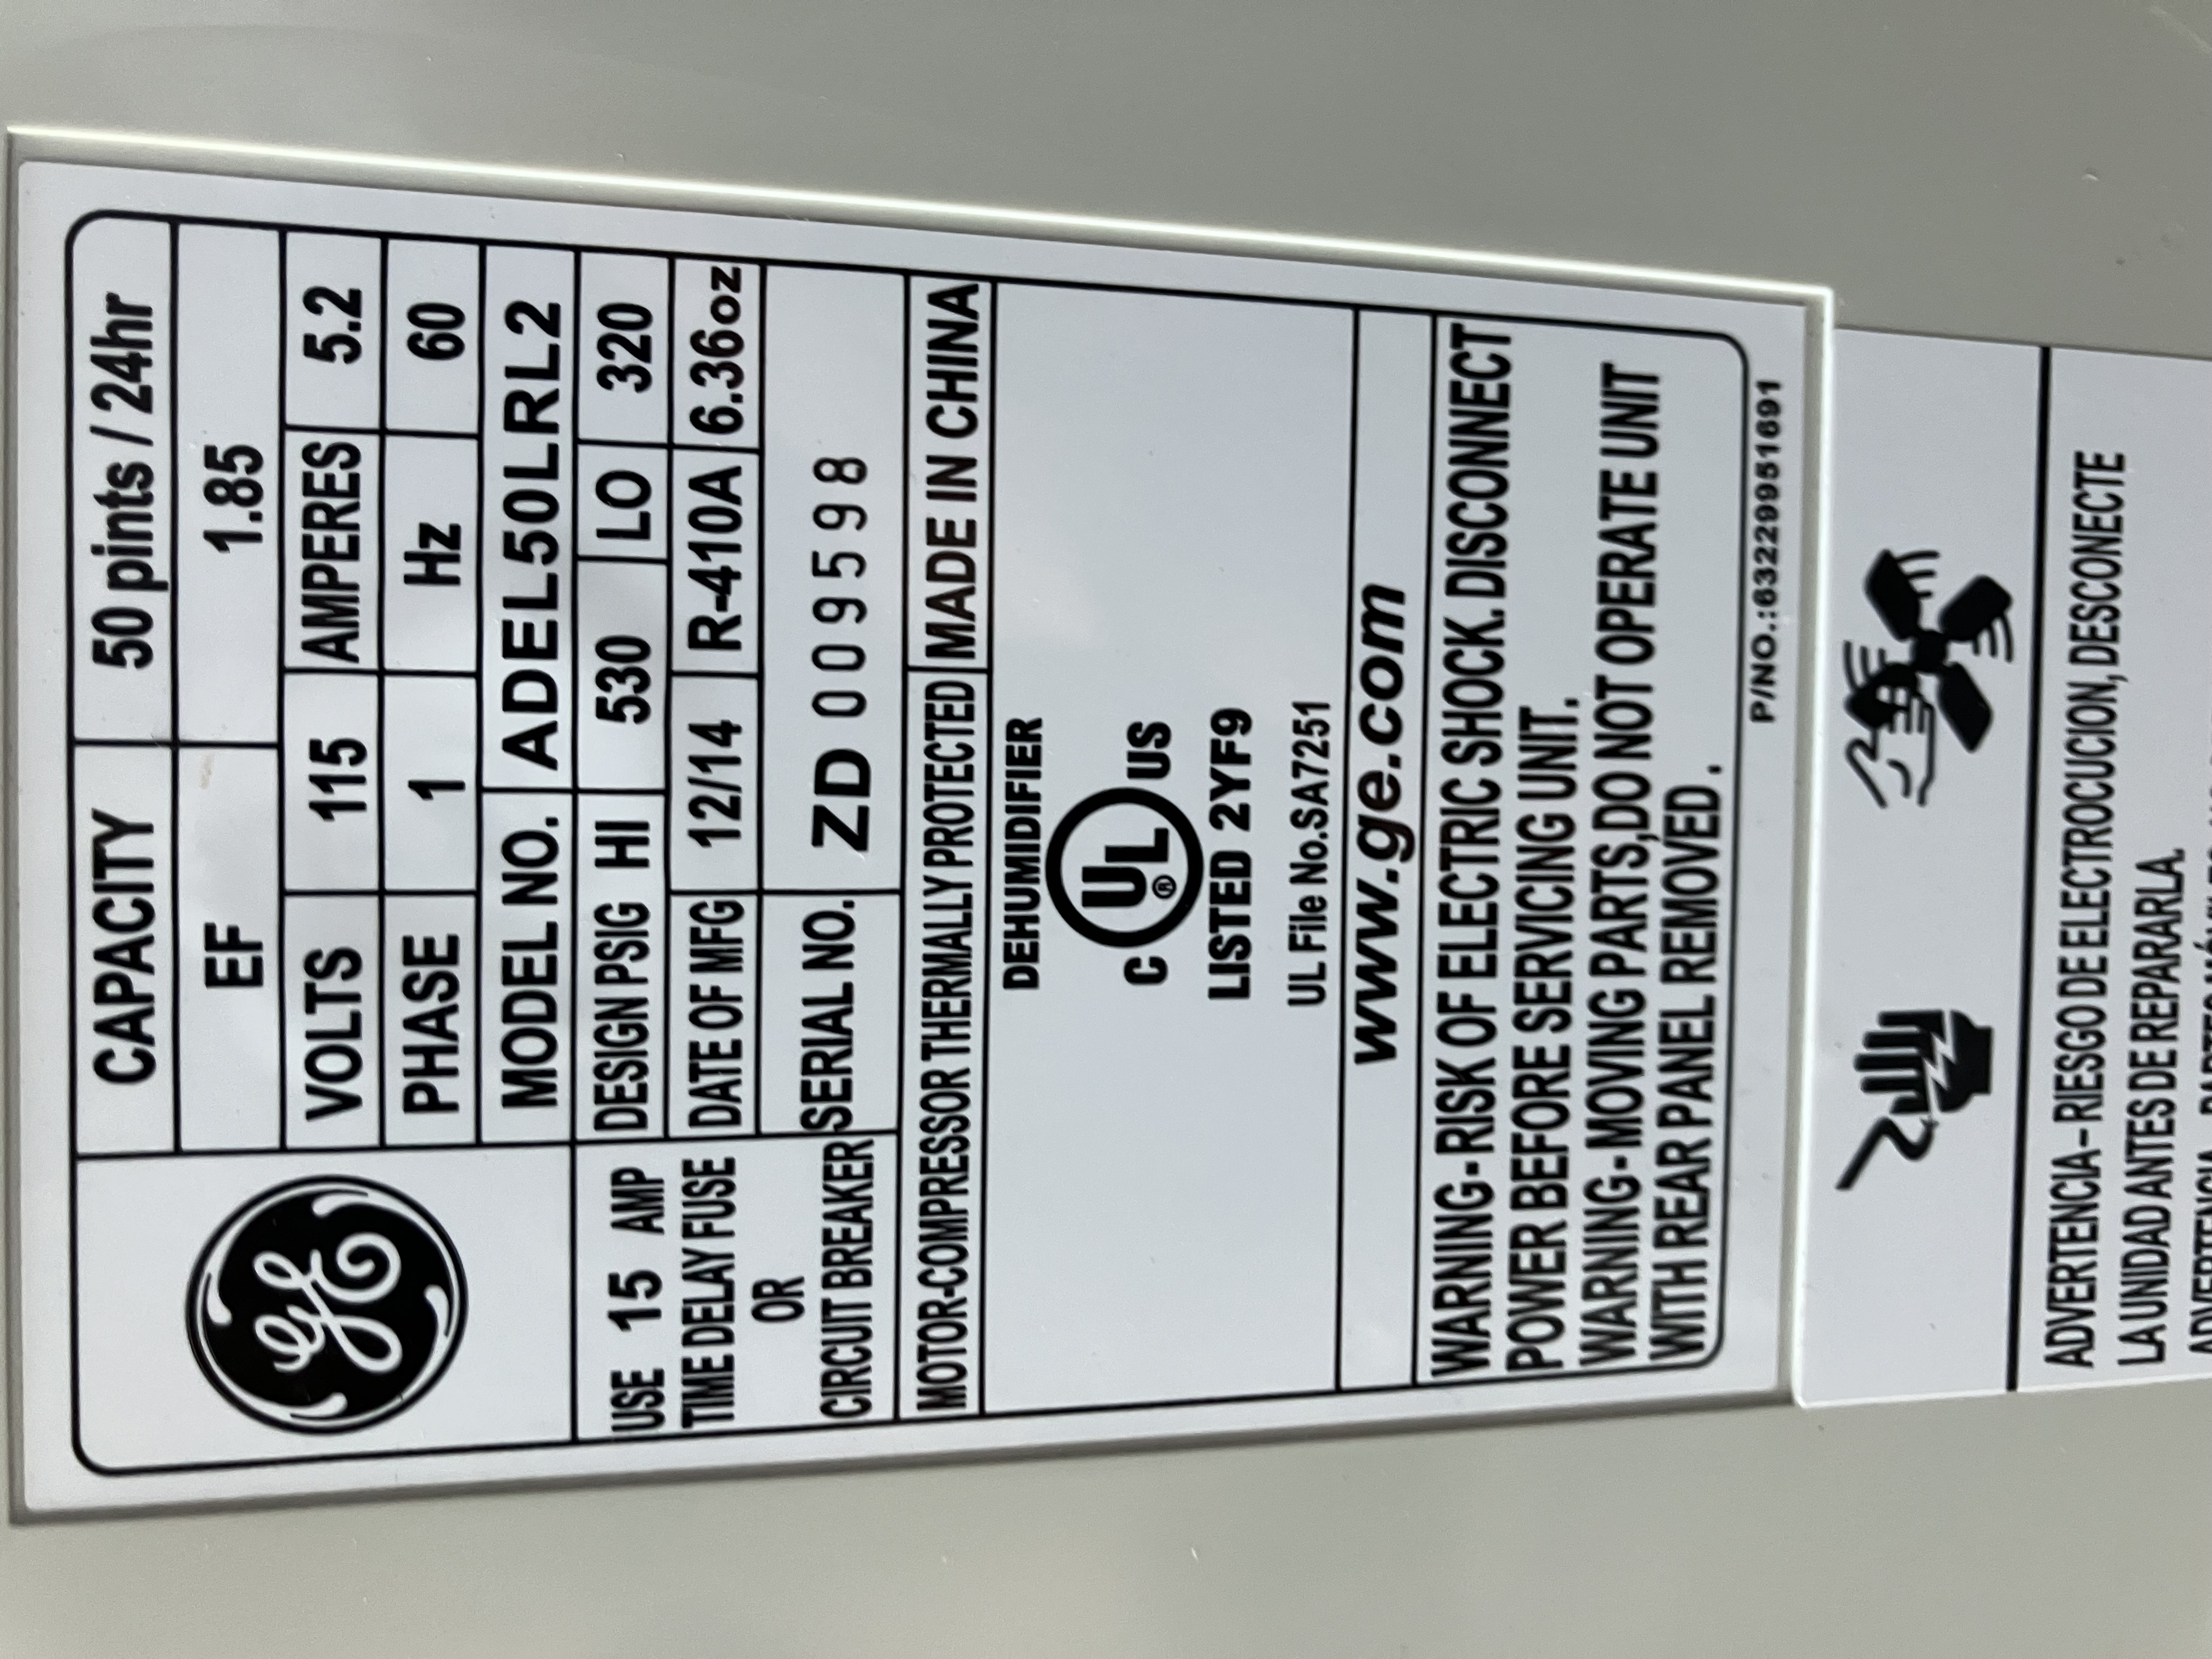 CAPACITY 50 pints / 24hr
EF 1.85
VOLTS 115 AMPERES 5.2
PHASE 1 Hz 60
MODEL NO. ADEL50LRL2
USE 15 AMP
TIME DELAY FUSE
OR
CIRCUIT BREAKER
DESIGN PSIG HI 530 LO 320
DATE OF MFG 12/14 R-410A 6.36oz
SERIAL NO. ZD 009598
MOTOR-COMPRESSOR THERMALLY PROTECTED MADE IN CHINA
DEHUMIDIFIER
C UL ® US
LISTED 2YF9
UL File No.SA7251
www.ge.com
WARNING-RISK OF ELECTRIC SHOCK. DISCONNECT
POWER BEFORE SERVICING UNIT.
WARNING-MOVING PARTS,DO NOT OPERATE UNIT
WITH REAR PANEL REMOVED.
P/NO.:63229951691
ADVERTENCIA-RIESGO DE ELECTROCUCION, DESCONECTE
LA UNIDAD ANTES DE REPARARLA.